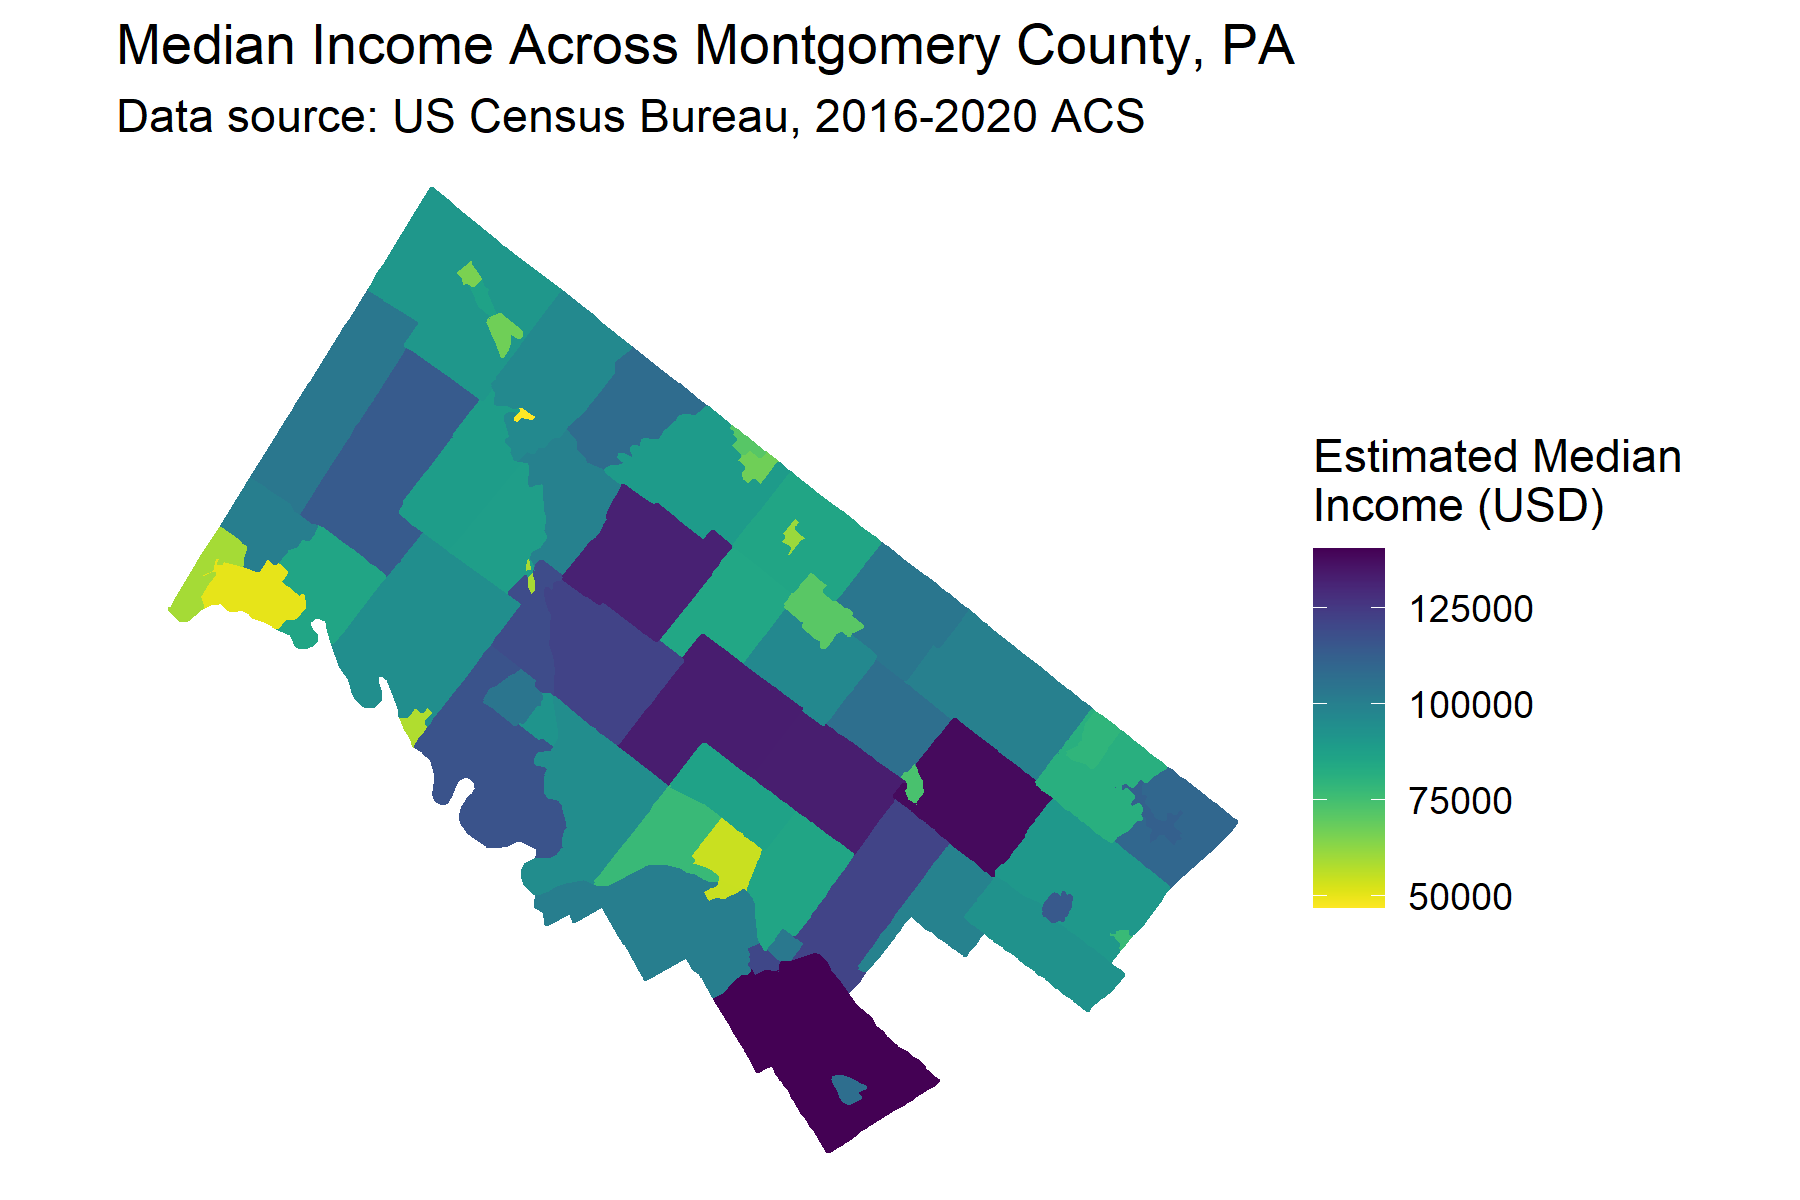 Median Income Across Montgomery County, PA
Data source: US Census Bureau, 2016-2020 ACS
Estimated Median
Income (USD)
125000
100000
75000
50000